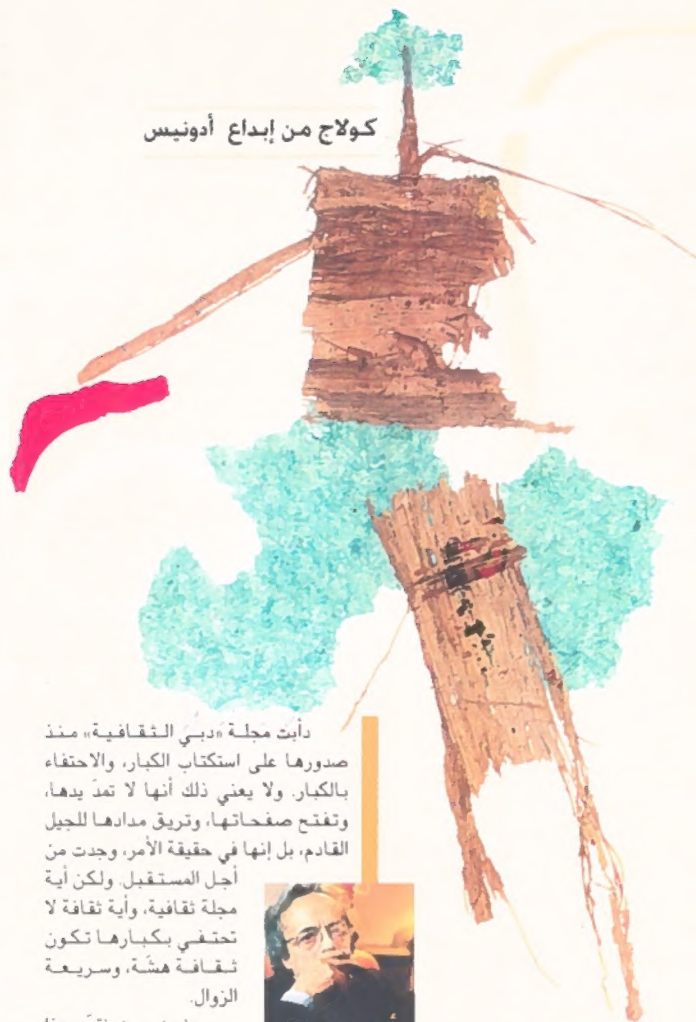 كولاج من إبداع أدونيس
دأبت مجلة «دبي الثقافية» منذ
صدورها على استكتاب الكبار، والاحتفاء
بالكبار. ولا يعني ذلك أنها لا تمدّ يدها،
وتفتح صفحاتها، وتريق مدادها للجيل
القادم، بل إنها في حقيقة الأمر، وجدت من
أجل المستقبل. ولكن أية
مجلة ثقافية، وأية ثقافة لا
تحتفي بكبارها تكون
ثقافة هشّة، وسريعة
الزوال.